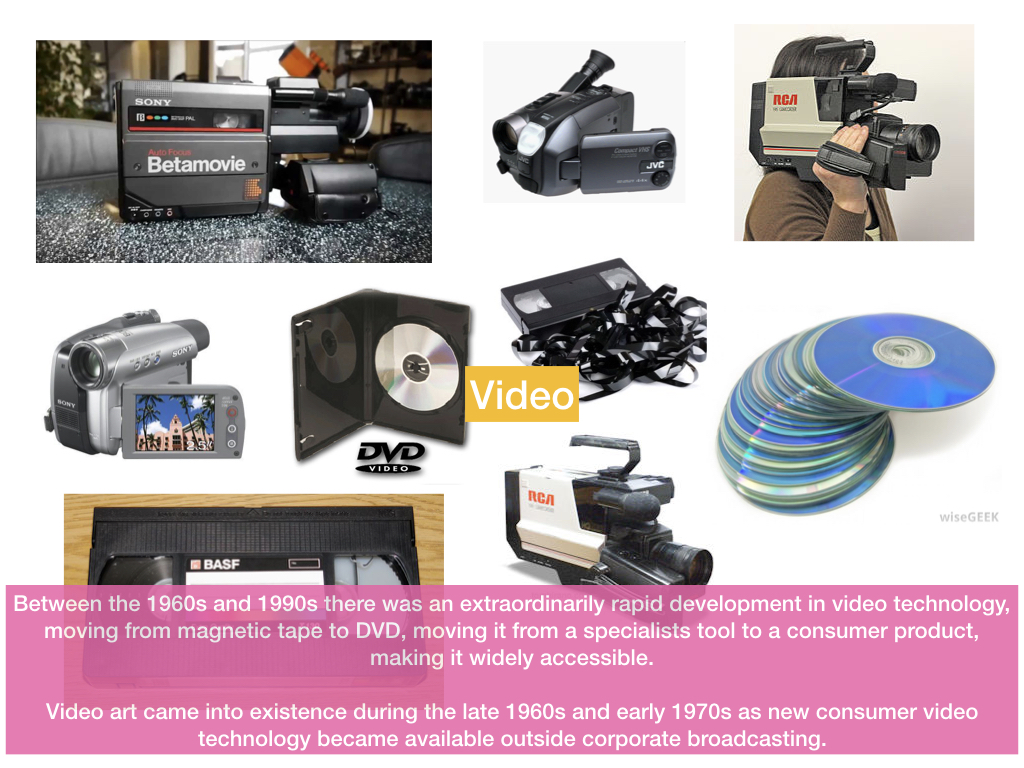 SONY
Auto Focus
Betamovie
Compact VHS
JVC
RCA
SONY
SONY
2.5"
DVD
VIDEO
Video
RCA
wiseGEEK
BASF
Between the 1960s and 1990s there was an extraordinarily rapid development in video technology,
moving from magnetic tape to DVD, moving it from a specialists tool to a consumer product,
making it widely accessible.
Video art came into existence during the late 1960s and early 1970s as new consumer video
technology became available outside corporate broadcasting.